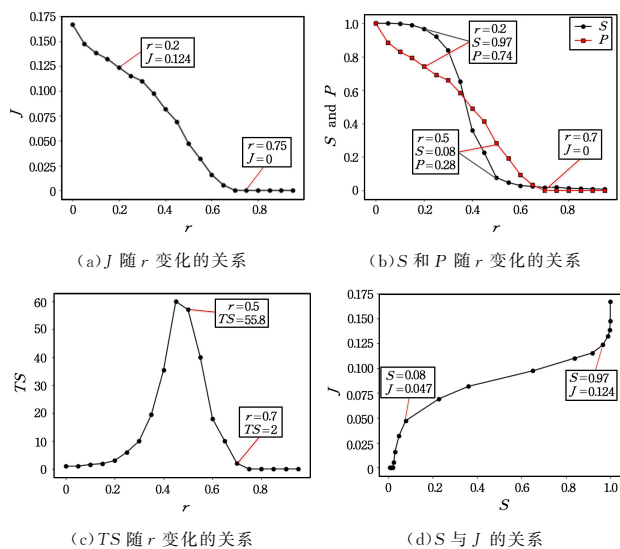 0.175
0.150
0.125
0.100
0.075
0.050
0.025
0
J
r=0.2
J=0.124
r=0.75
J=0
0 0.2 0.4 0.6 0.8
r
(a)J 随 r 变化的关系
1.0
0.8
0.6
0.4
0.2
0
S and P
r=0.2
S=0.97
P=0.74
S
P
r=0.5
S=0.08
P=0.28
r=0.7
J=0
0 0.2 0.4 0.6 0.8
r
(b)S 和 P 随 r 变化的关系
60
50
40
30
20
10
0
TS
r=0.5
TS=55.8
r=0.7
TS=2
0 0.2 0.4 0.6 0.8
r
(c)TS 随 r 变化的关系
0.175
0.150
0.125
0.100
0.075
0.050
0.025
0
J
S=0.08
J=0.047
S=0.97
J=0.124
0 0.2 0.4 0.6 0.8 1.0
S
(d)S 与 J 的关系